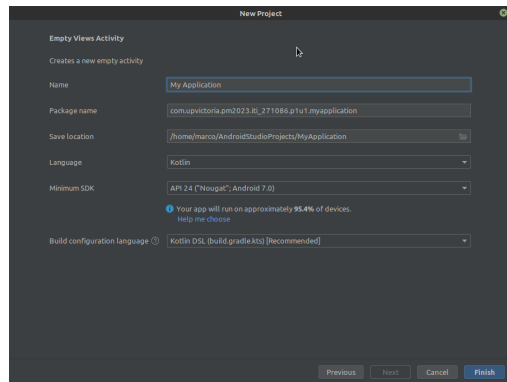 New Project
Empty Views Activity
Creates a new empty activity
Name My Application
Package name com.upvictoria.pm2023.iti_271086.p1u1.myapplication
Save location /home/marco/AndroidStudioProjects/MyApplication
Language Kotlin
Minimum SDK API 24 ("Nougat"; Android 7.0)
Your app will run on approximately 95.4% of devices.
Help me choose
Build configuration language Kotlin DSL (build.gradle.kts) [Recommended]
Previous Next Cancel Finish